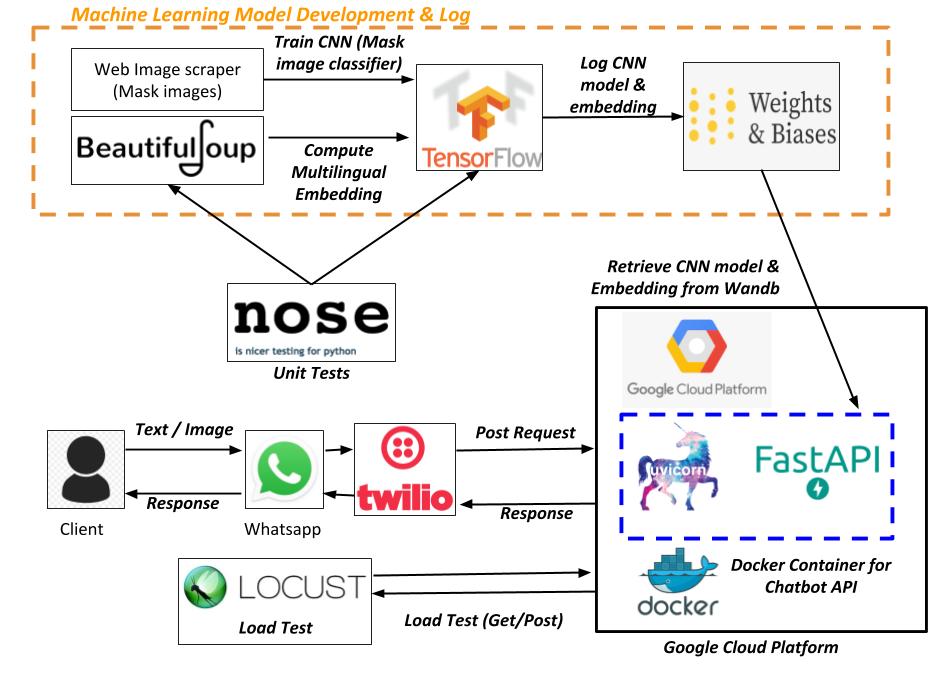 Machine Learning Model Development & Log
Web Image scraper
(Mask images)
BeautifulSoup
Train CNN (Mask
image classifier)
Compute
Multilingual
Embedding
TensorFlow
Log CNN
model &
embedding
Weights
& Biases
nose
is nicer testing for python
Unit Tests
Retrieve CNN model &
Embedding from Wandb
Google Cloud Platform
uvicorn
FastAPI
docker
Docker Container for
Chatbot API
Google Cloud Platform
Client
Text / Image
Response
Whatsapp
twilio
Post Request
Response
LOCUST
Load Test
Load Test (Get/Post)